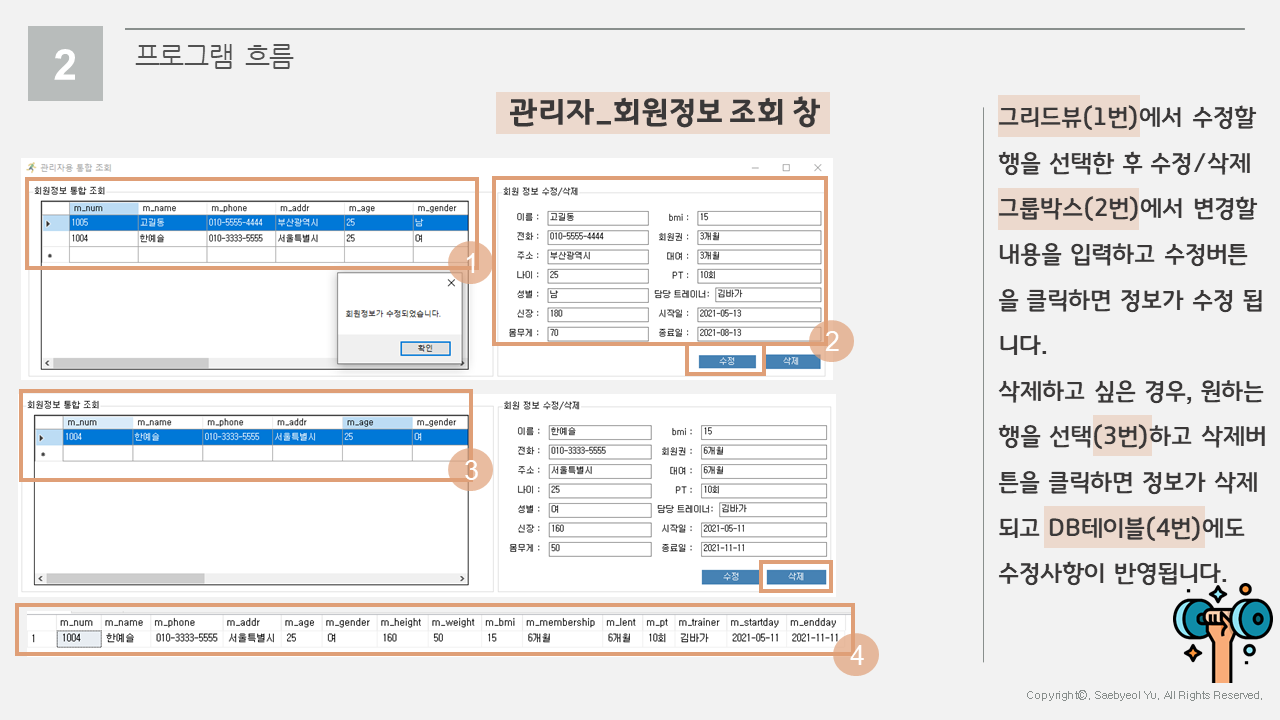 2
프로그램 흐름
관리자_회원정보 조회 창
관리자용 통합 조회
회원정보 통합 조회
m_num m_name m_phone m_addr m_age m_gender
1005 고길동 010-5555-4444 부산광역시 25 남
1004 한예슬 010-3333-5555 서울특별시 25 여
1
회원정보가 수정되었습니다.
확인
회원 정보 수정/삭제
이름 : 고길동 bmi : 15
전화 : 010-5555-4444 회원권 : 3개월
주소 : 부산광역시 대여 : 3개월
나이 : 25 PT : 10회
성별 : 남 담당 트레이너: 김바가
신장 : 180 시작일 : 2021-05-13
몸무게 : 70 종료일 : 2021-08-13
2
수정 삭제
회원정보 통합 조회
m_num m_name m_phone m_addr m_age m_gender
1004 한예슬 010-3333-5555 서울특별시 25 여
3
회원 정보 수정/삭제
이름 : 한예슬 bmi : 15
전화 : 010-3333-5555 회원권 : 6개월
주소 : 서울특별시 대여 : 6개월
나이 : 25 PT : 10회
성별 : 여 담당 트레이너: 김바가
신장 : 160 시작일 : 2021-05-11
몸무게 : 50 종료일 : 2021-11-11
수정 삭제
m_num m_name m_phone m_addr m_age m_gender m_height m_weight m_bmi m_membership m_lent m_pt m_trainer m_startday m_endday
1 1004 한예슬 010-3333-5555 서울특별시 25 여 160 50 15 6개월 6개월 10회 김바가 2021-05-11 2021-11-11
4
그리드뷰(1번)에서 수정할
행을 선택한 후 수정/삭제
그룹박스(2번)에서 변경할
내용을 입력하고 수정버튼
을 클릭하면 정보가 수정 됩
니다.
삭제하고 싶은 경우, 원하는
행을 선택(3번)하고 삭제버
튼을 클릭하면 정보가 삭제
되고 DB테이블(4번)에도
수정사항이 반영됩니다.
Copyright©. Saebyeol Yu. All Rights Reserved.